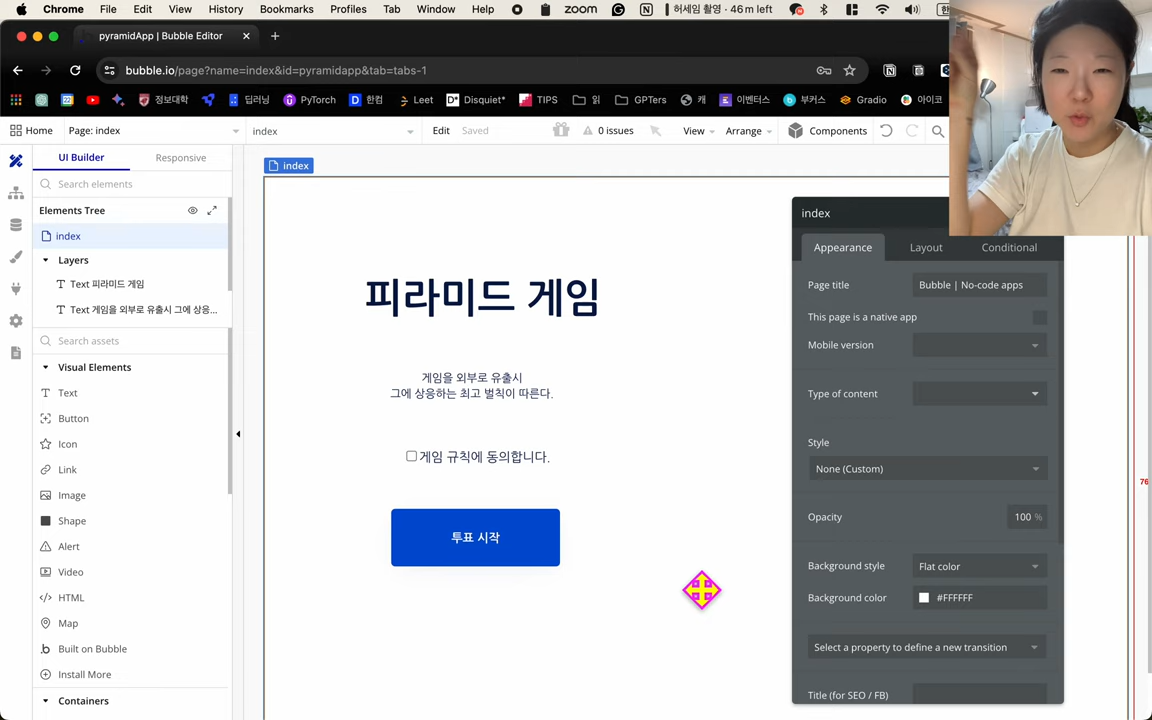 Chrome File Edit View History Bookmarks Profiles Tab Window Help zoom 허세임 촬영 · 46 m left
pyramidApp | Bubble Editor
bubble.io/page?name=index&id=pyramidapp&tab=tabs-1
정보대학 딥러닝 PyTorch 한컴 Leet Disquiet* TIPS 읽 GPTers 캐 이벤터스 부커스 Gradio 아이코
Home Page: index index Edit Saved 0 issues View Arrange Components
UI Builder Responsive
index
Search elements
Elements Tree
index
Layers
Text 피라미드 게임
Text 게임을 외부로 유출시 그에 상응...
Search assets
Visual Elements
Text
Button
Icon
Link
Image
Shape
Alert
Video
HTML
Map
Built on Bubble
Install More
Containers
피라미드 게임
게임을 외부로 유출시
그에 상응하는 최고 벌칙이 따른다.
게임 규칙에 동의합니다.
투표 시작
index
Appearance Layout Conditional
Page title Bubble | No-code apps
This page is a native app
Mobile version
Type of content
Style
None (Custom)
Opacity 100 %
Background style Flat color
Background color #FFFFFF
Select a property to define a new transition
Title (for SEO / FB)
76